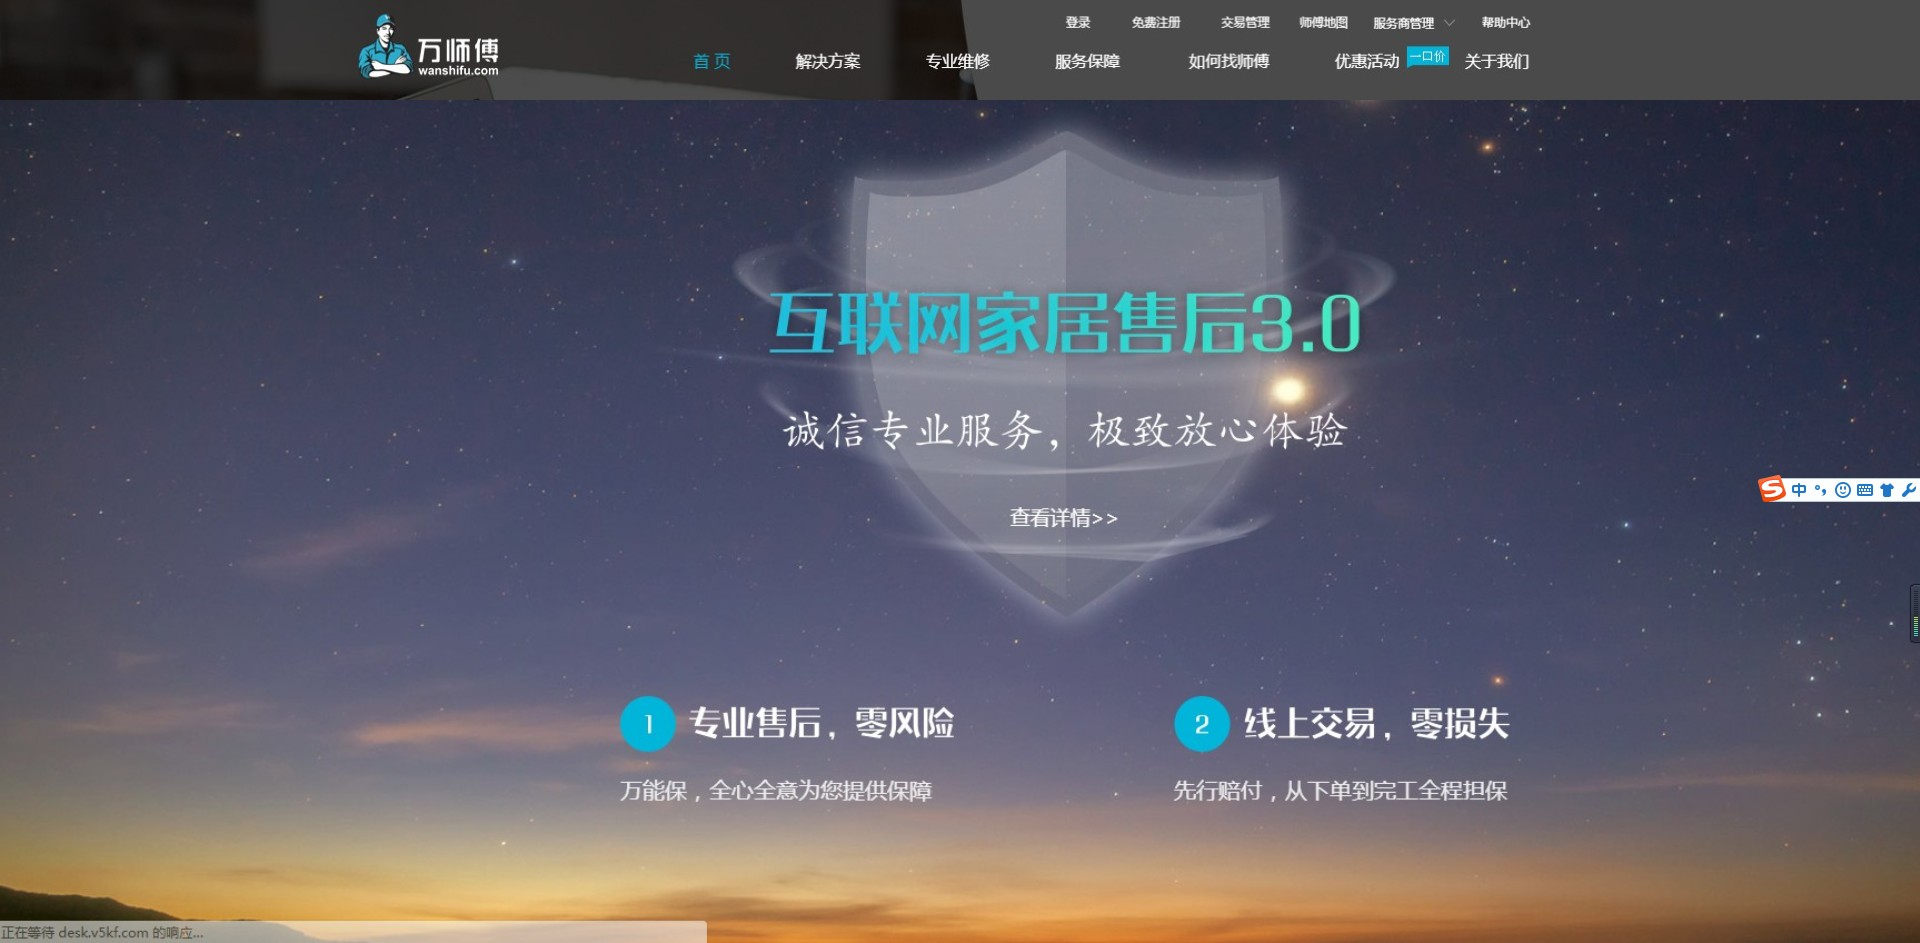 登录 免费注册 交易管理 师傅地图 服务商管理 帮助中心
万师傅
wanshifu.com
首页 解决方案 专业维修 服务保障 如何找师傅 优惠活动 一口价 关于我们
互联网家居售后3.0
诚信专业服务，极致放心体验
中
查看详情>>
1 专业售后，零风险
2 线上交易，零损失
万能保，全心全意为您提供保障
先行赔付，从下单到完工全程担保
正在等待 desk.v5kf.com 的响应...